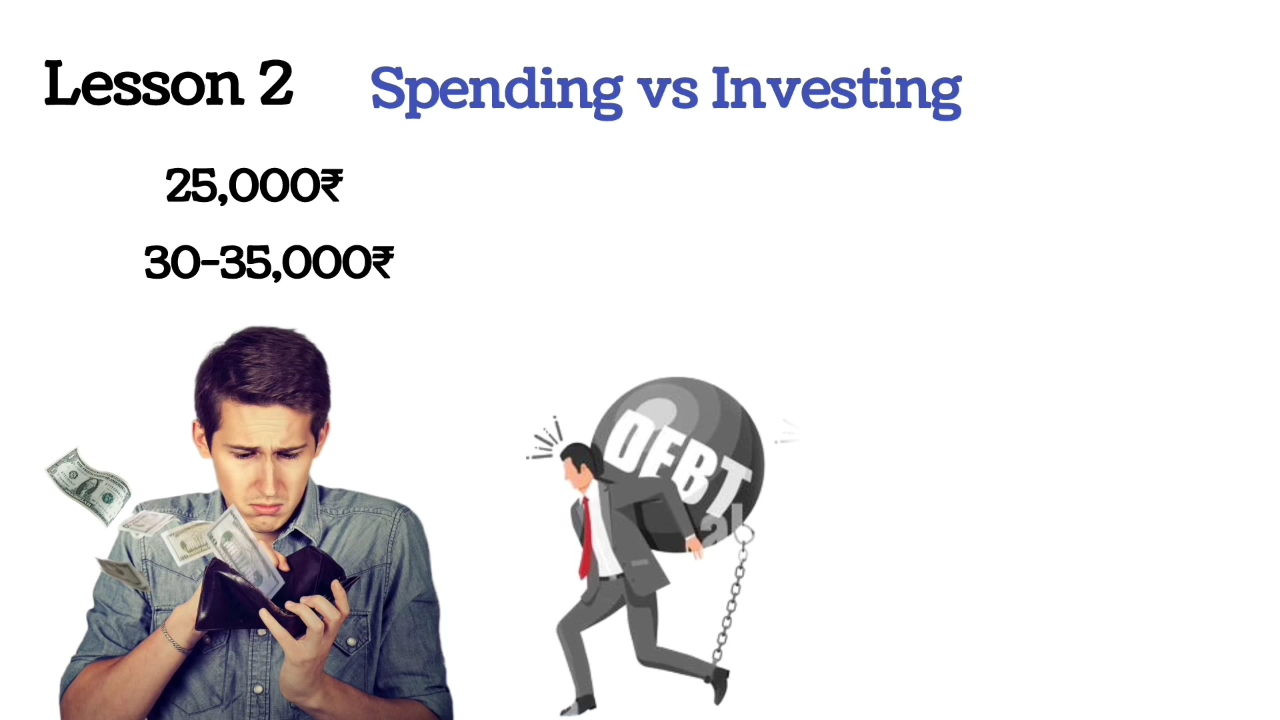 Lesson 2 Spending vs Investing
25,000₹
30-35,000₹
DEBT